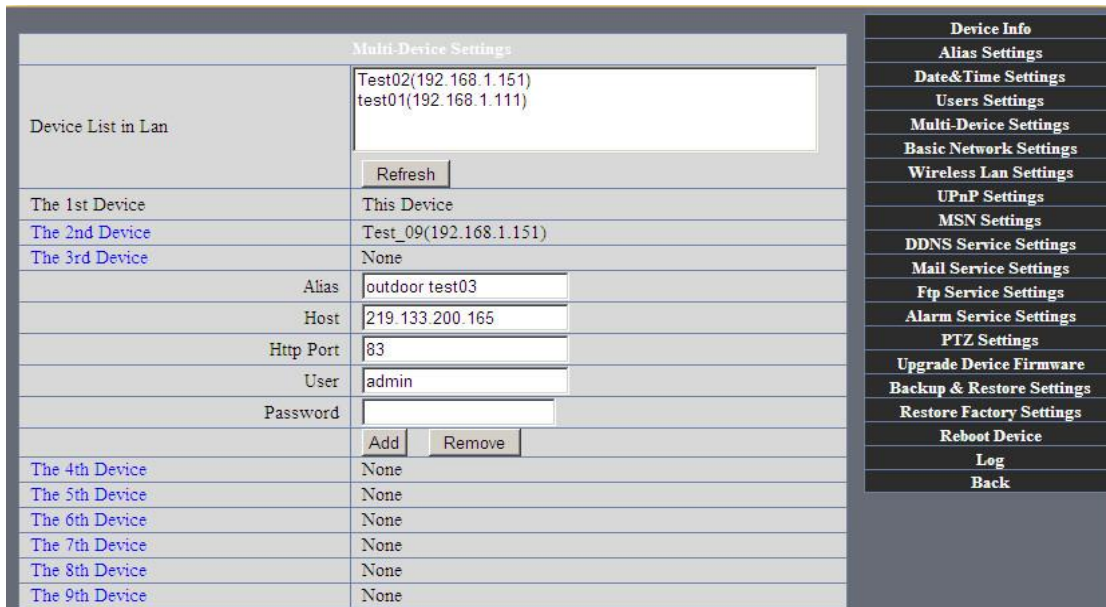 Multi-Device Settings
Device List in Lan
Test02(192.168.1.151)
test01(192.168.1.111)
Refresh
The 1st Device This Device
The 2nd Device Test_09(192.168.1.151)
The 3rd Device None
Alias outdoor test03
Host 219.133.200.165
Http Port 83
User admin
Password
Add Remove
The 4th Device None
The 5th Device None
The 6th Device None
The 7th Device None
The 8th Device None
The 9th Device None
Device Info
Alias Settings
Date&Time Settings
Users Settings
Multi-Device Settings
Basic Network Settings
Wireless Lan Settings
UPnP Settings
MSN Settings
DDNS Service Settings
Mail Service Settings
Ftp Service Settings
Alarm Service Settings
PTZ Settings
Upgrade Device Firmware
Backup & Restore Settings
Restore Factory Settings
Reboot Device
Log
Back